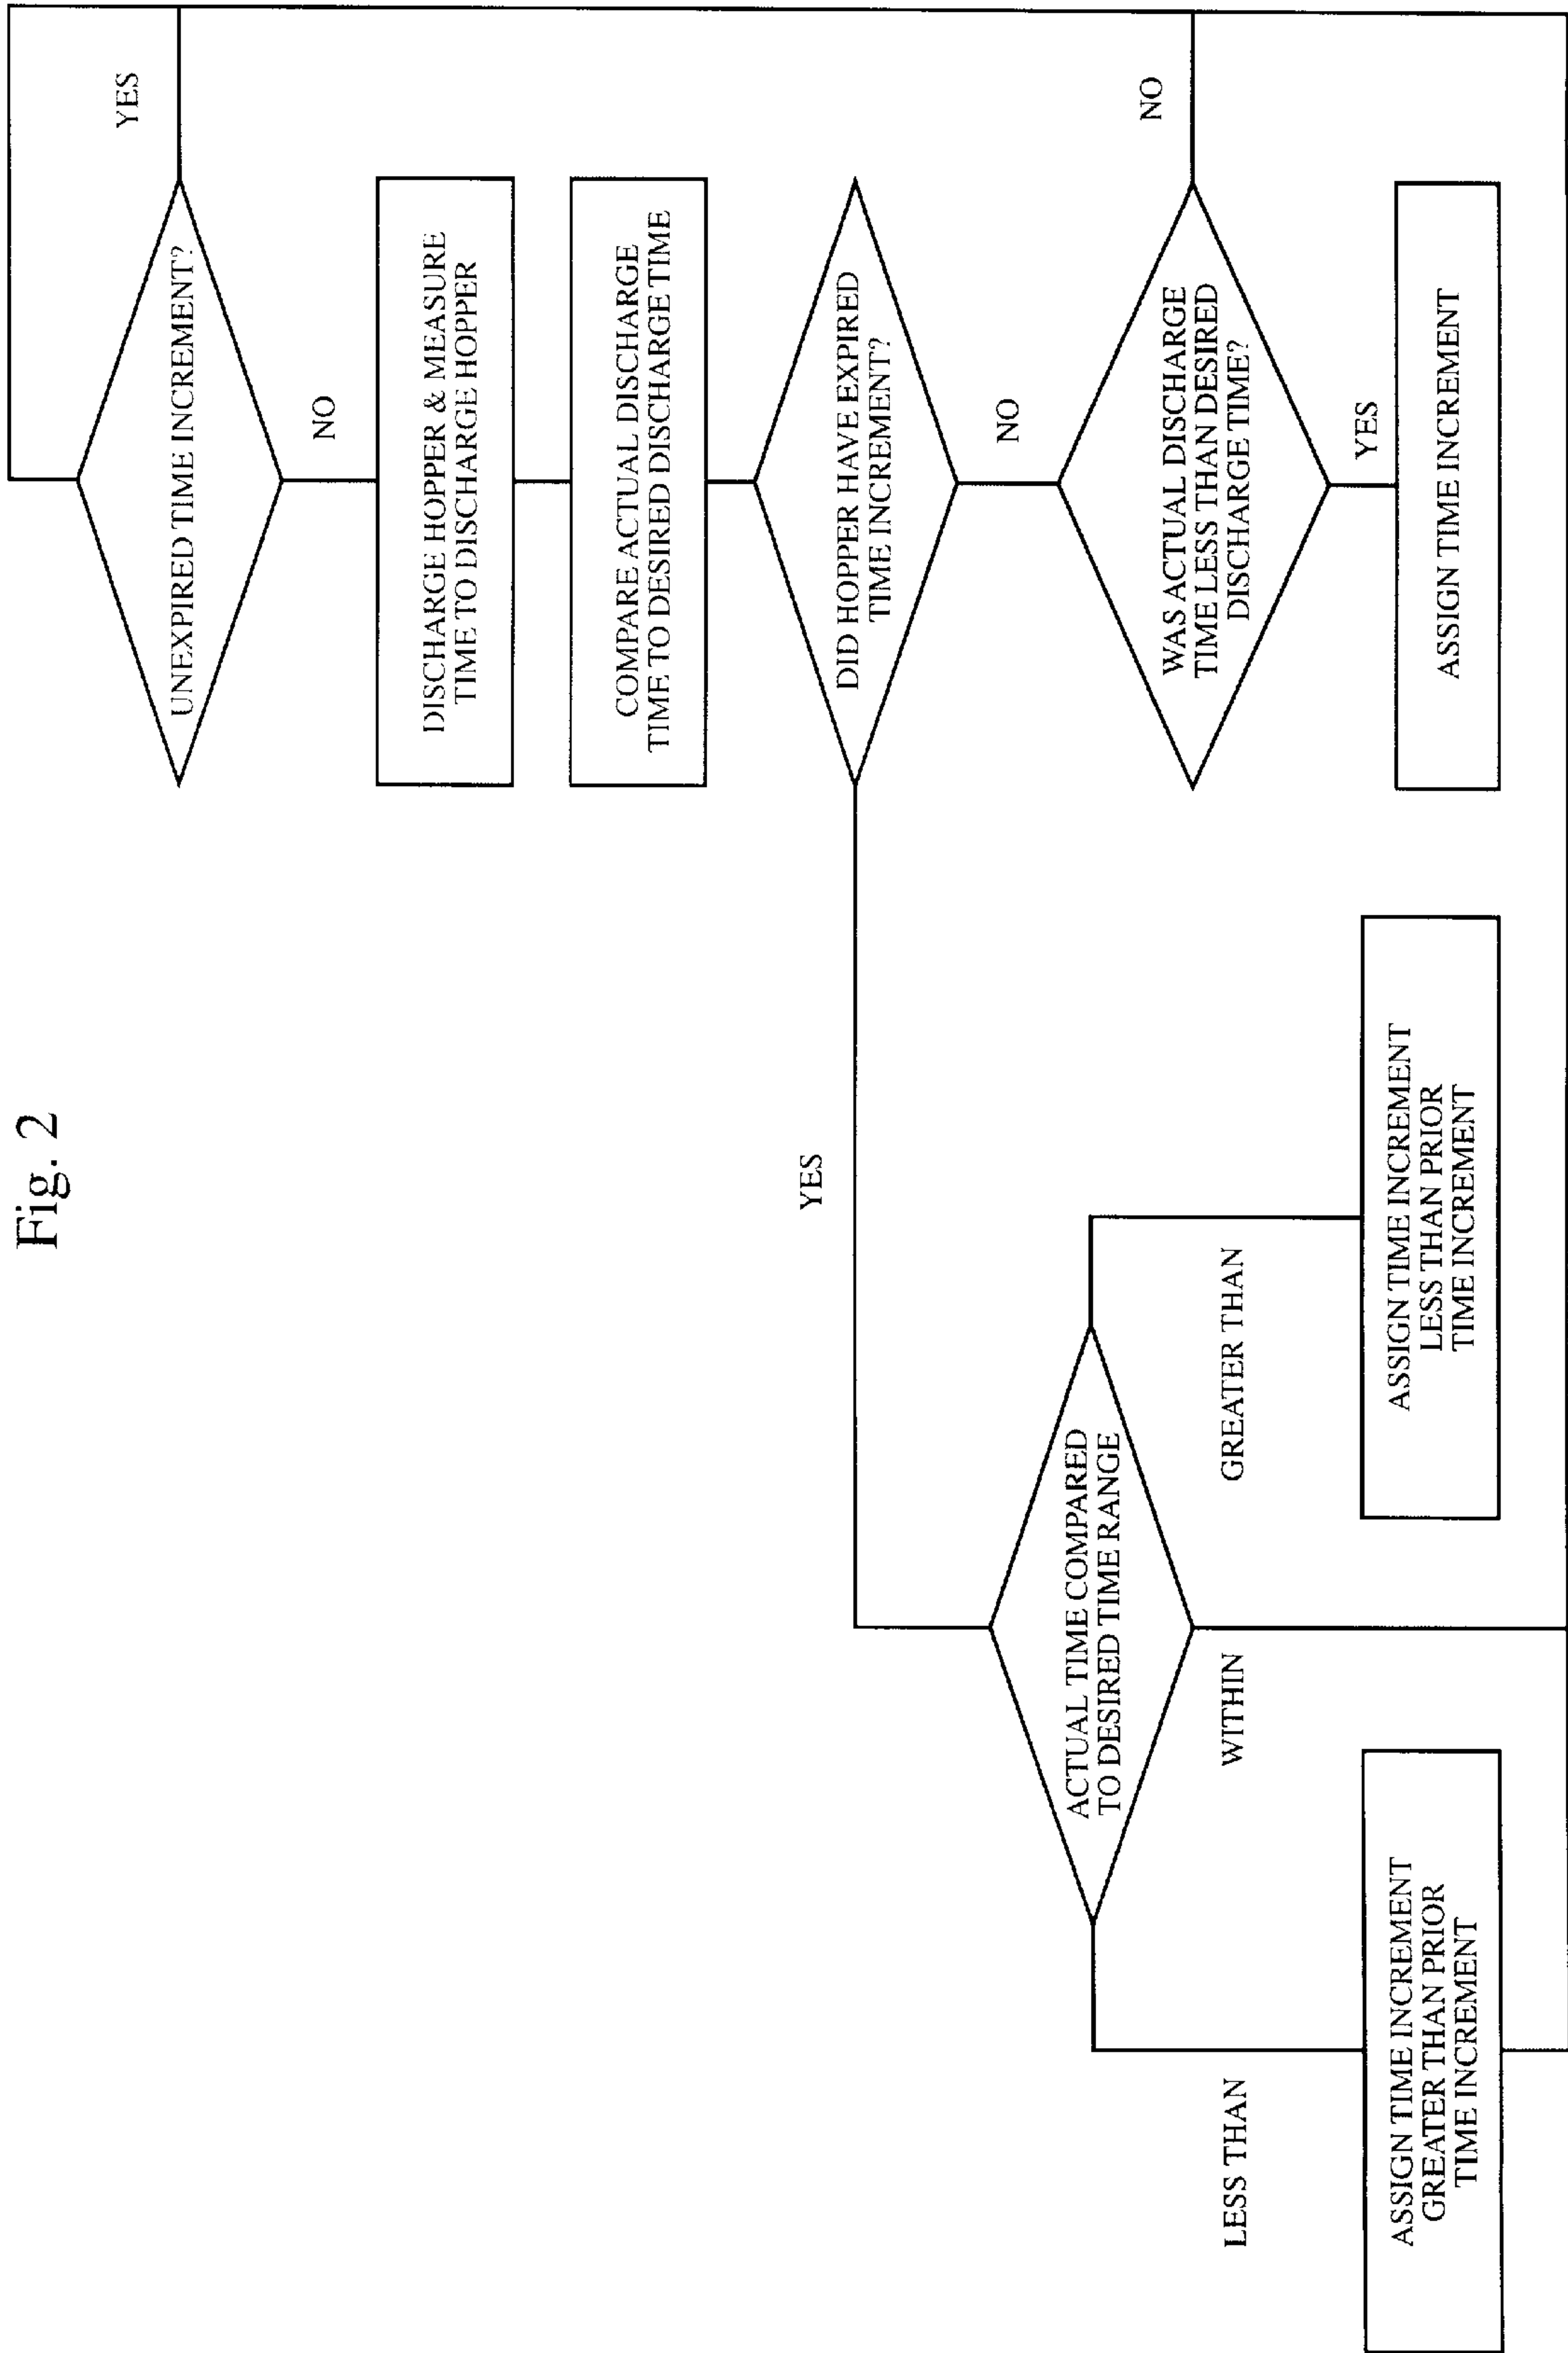 Fig. 2
UNEXPIRED TIME INCREMENT?
YES
NO
DISCHARGE HOPPER & MEASURE
TIME TO DISCHARGE HOPPER
COMPARE ACTUAL DISCHARGE
TIME TO DESIRED DISCHARGE TIME
DID HOPPER HAVE EXPIRED
TIME INCREMENT?
YES
NO
ACTUAL TIME COMPARED
TO DESIRED TIME RANGE
WAS ACTUAL DISCHARGE
TIME LESS THAN DESIRED
DISCHARGE TIME?
NO
LESS THAN
WITHIN
GREATER THAN
YES
ASSIGN TIME INCREMENT
GREATER THAN PRIOR
TIME INCREMENT
ASSIGN TIME INCREMENT
LESS THAN PRIOR
TIME INCREMENT
ASSIGN TIME INCREMENT